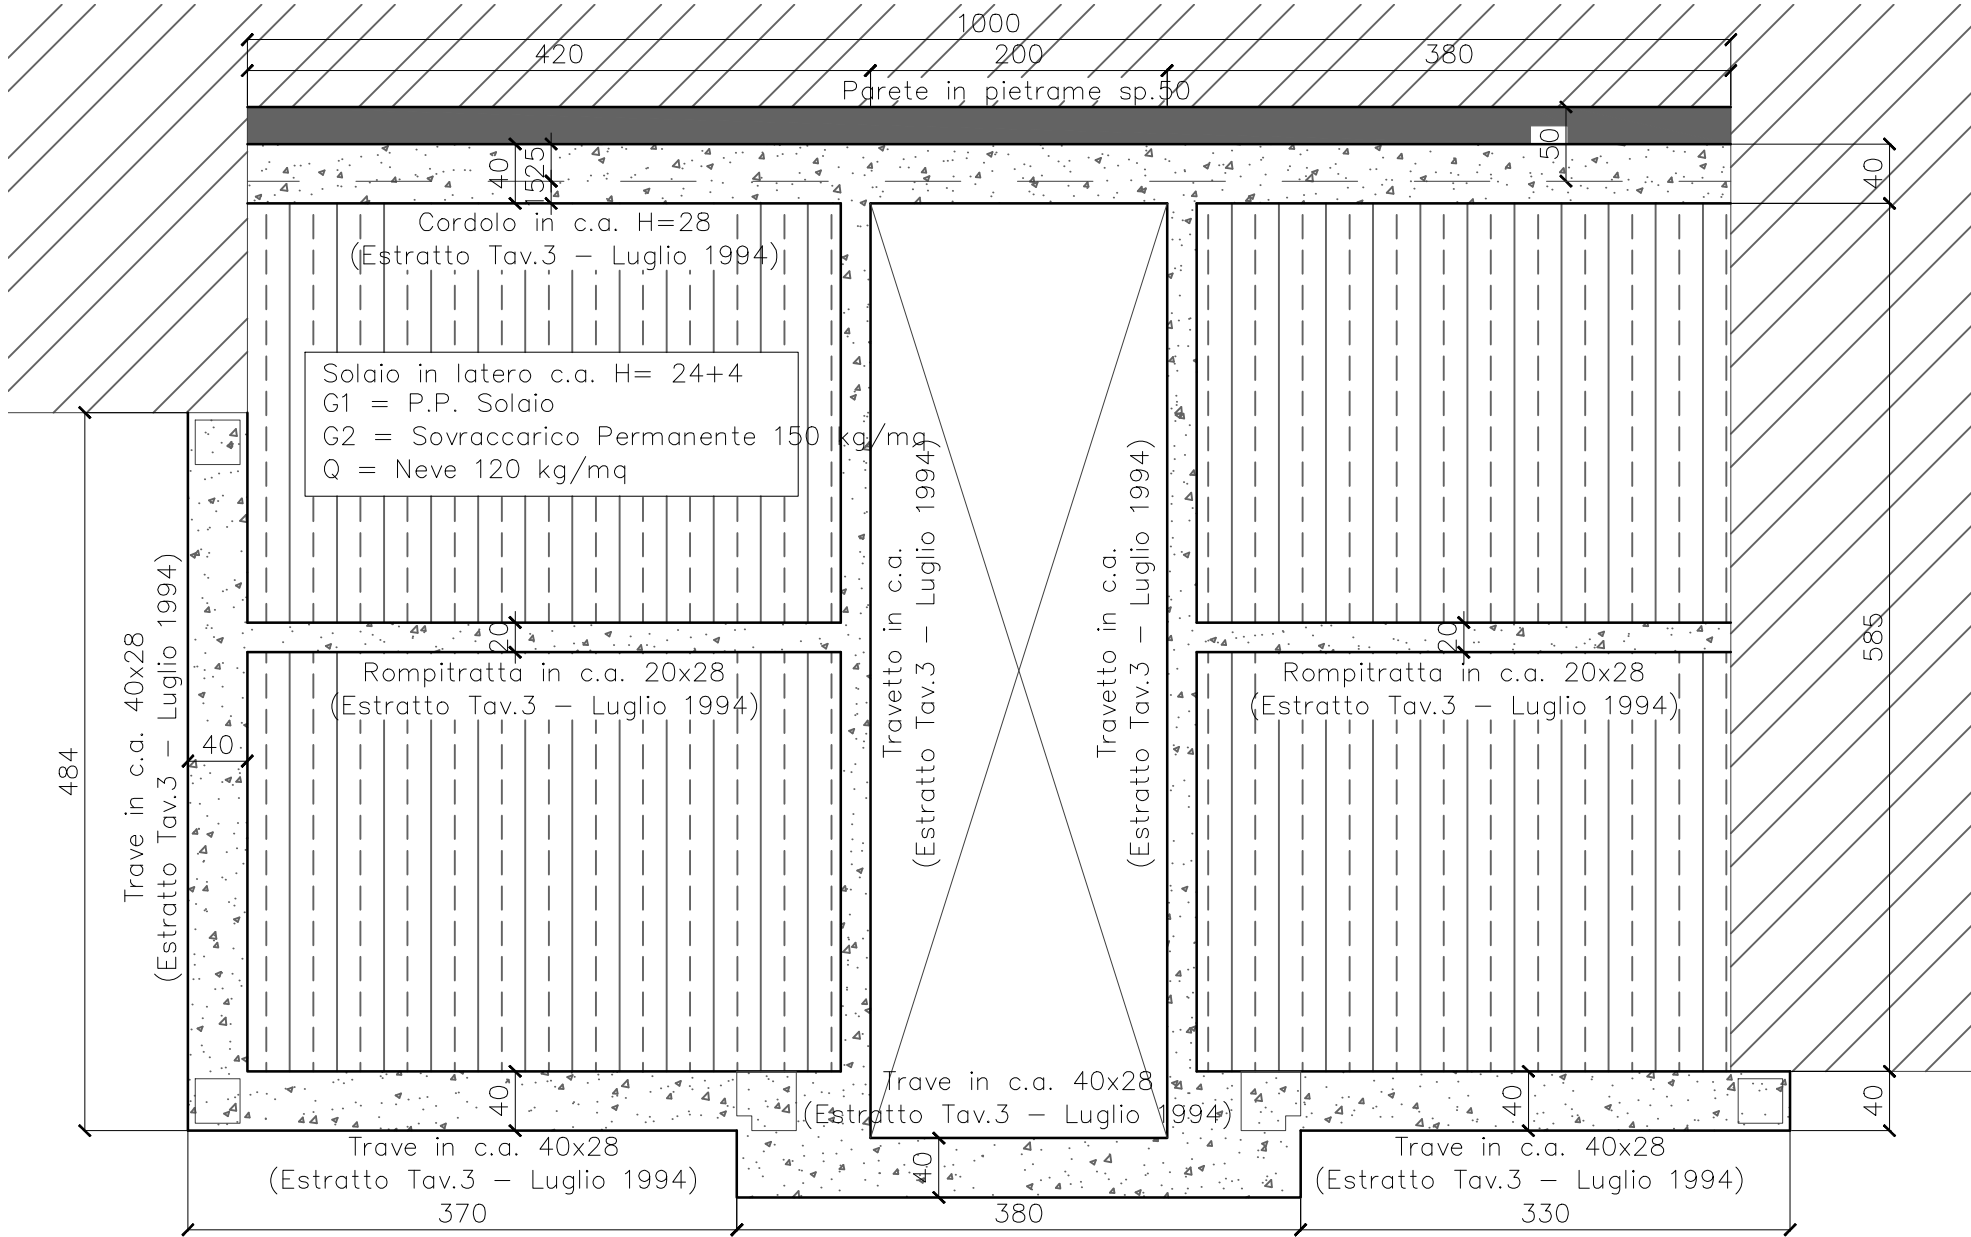 1000
420
200
380
Parete in pietrame sp.50
40
25
15
50
40
Cordolo in c.a. H=28
(Estratto Tav.3 – Luglio 1994)
Solaio in latero c.a. H= 24+4
G1 = P.P. Solaio
G2 = Sovraccarico Permanente 150 kg/mq
Q = Neve 120 kg/mq
Trave in c.a. 40x28
(Estratto Tav.3 – Luglio 1994)
484
40
Travetto in c.a.
(Estratto Tav.3 – Luglio 1994)
Travetto in c.a.
(Estratto Tav.3 – Luglio 1994)
20
Rompitratta in c.a. 20x28
(Estratto Tav.3 – Luglio 1994)
20
Rompitratta in c.a. 20x28
(Estratto Tav.3 – Luglio 1994)
585
40
Trave in c.a. 40x28
(Estratto Tav.3 – Luglio 1994)
40
40
Trave in c.a. 40x28
(Estratto Tav.3 – Luglio 1994)
40
Trave in c.a. 40x28
(Estratto Tav.3 – Luglio 1994)
370
380
330